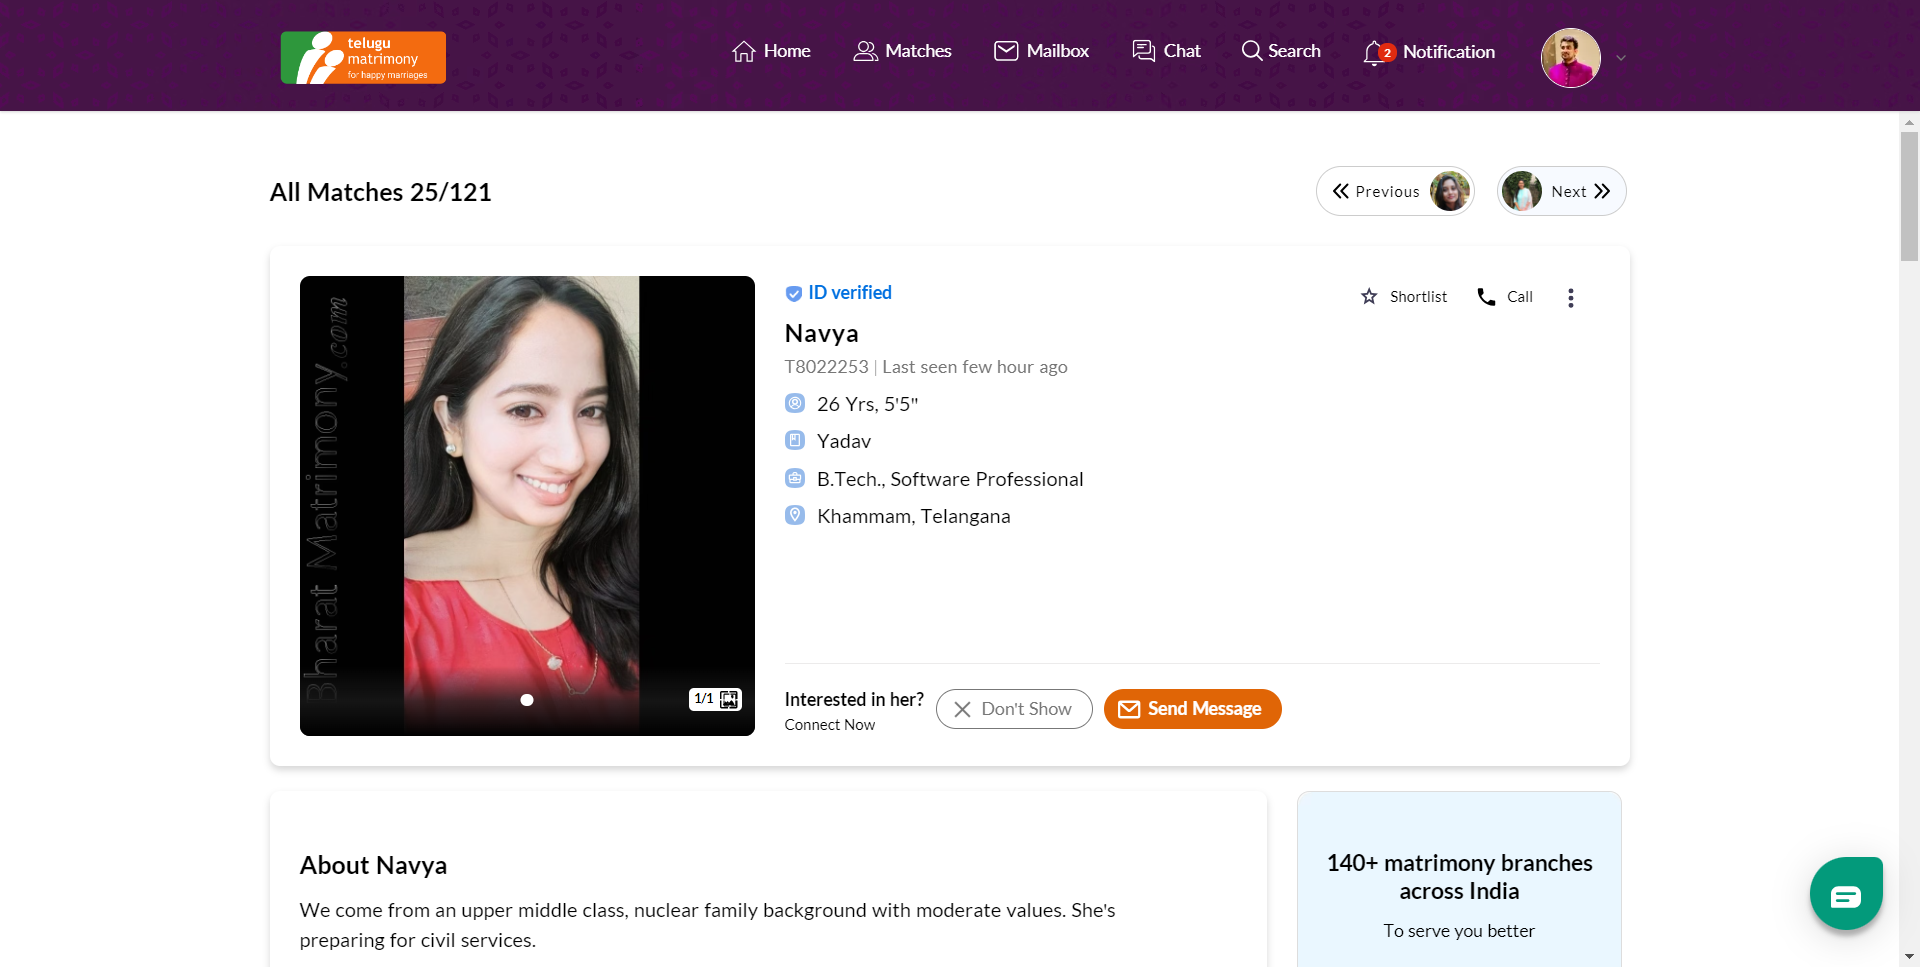 telugu
matrimony
for happy marriages
Home
Matches
Mailbox
Chat
Search
2
Notification
All Matches 25/121
Previous
Next
Bharat Matrimony.com
1/1
ID verified
Shortlist
Call
Navya
T8022253 | Last seen few hour ago
26 Yrs, 5'5"
Yadav
B.Tech., Software Professional
Khammam, Telangana
Interested in her?
Connect Now
Don't Show
Send Message
About Navya
We come from an upper middle class, nuclear family background with moderate values. She's
preparing for civil services.
140+ matrimony branches
across India
To serve you better